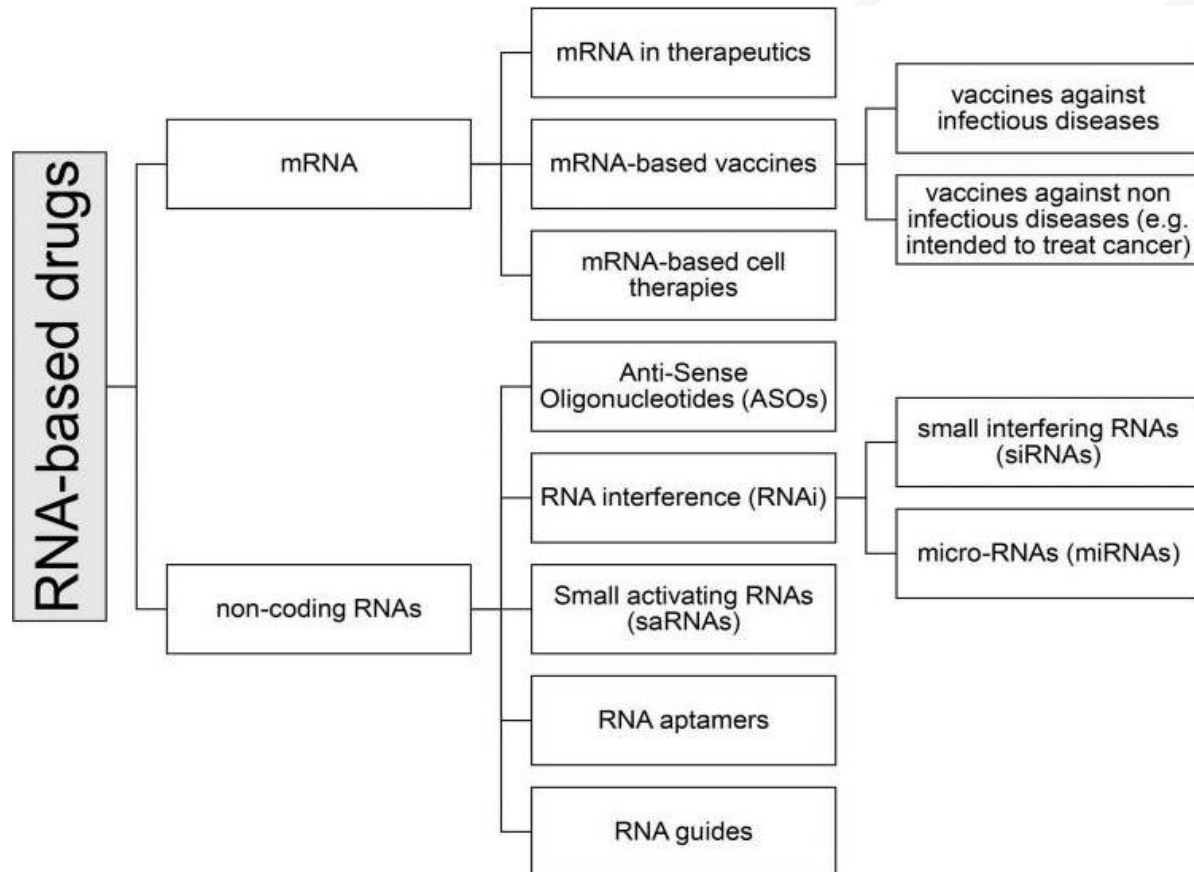 RNA-based drugs
mRNA
mRNA in therapeutics
mRNA-based vaccines
vaccines against
infectious diseases
vaccines against non
infectious diseases (e.g.
intended to treat cancer)
mRNA-based cell
therapies
non-coding RNAs
Anti-Sense
Oligonucleotides (ASOs)
RNA interference (RNAi)
small interfering RNAs
(siRNAs)
micro-RNAs (miRNAs)
Small activating RNAs
(saRNAs)
RNA aptamers
RNA guides